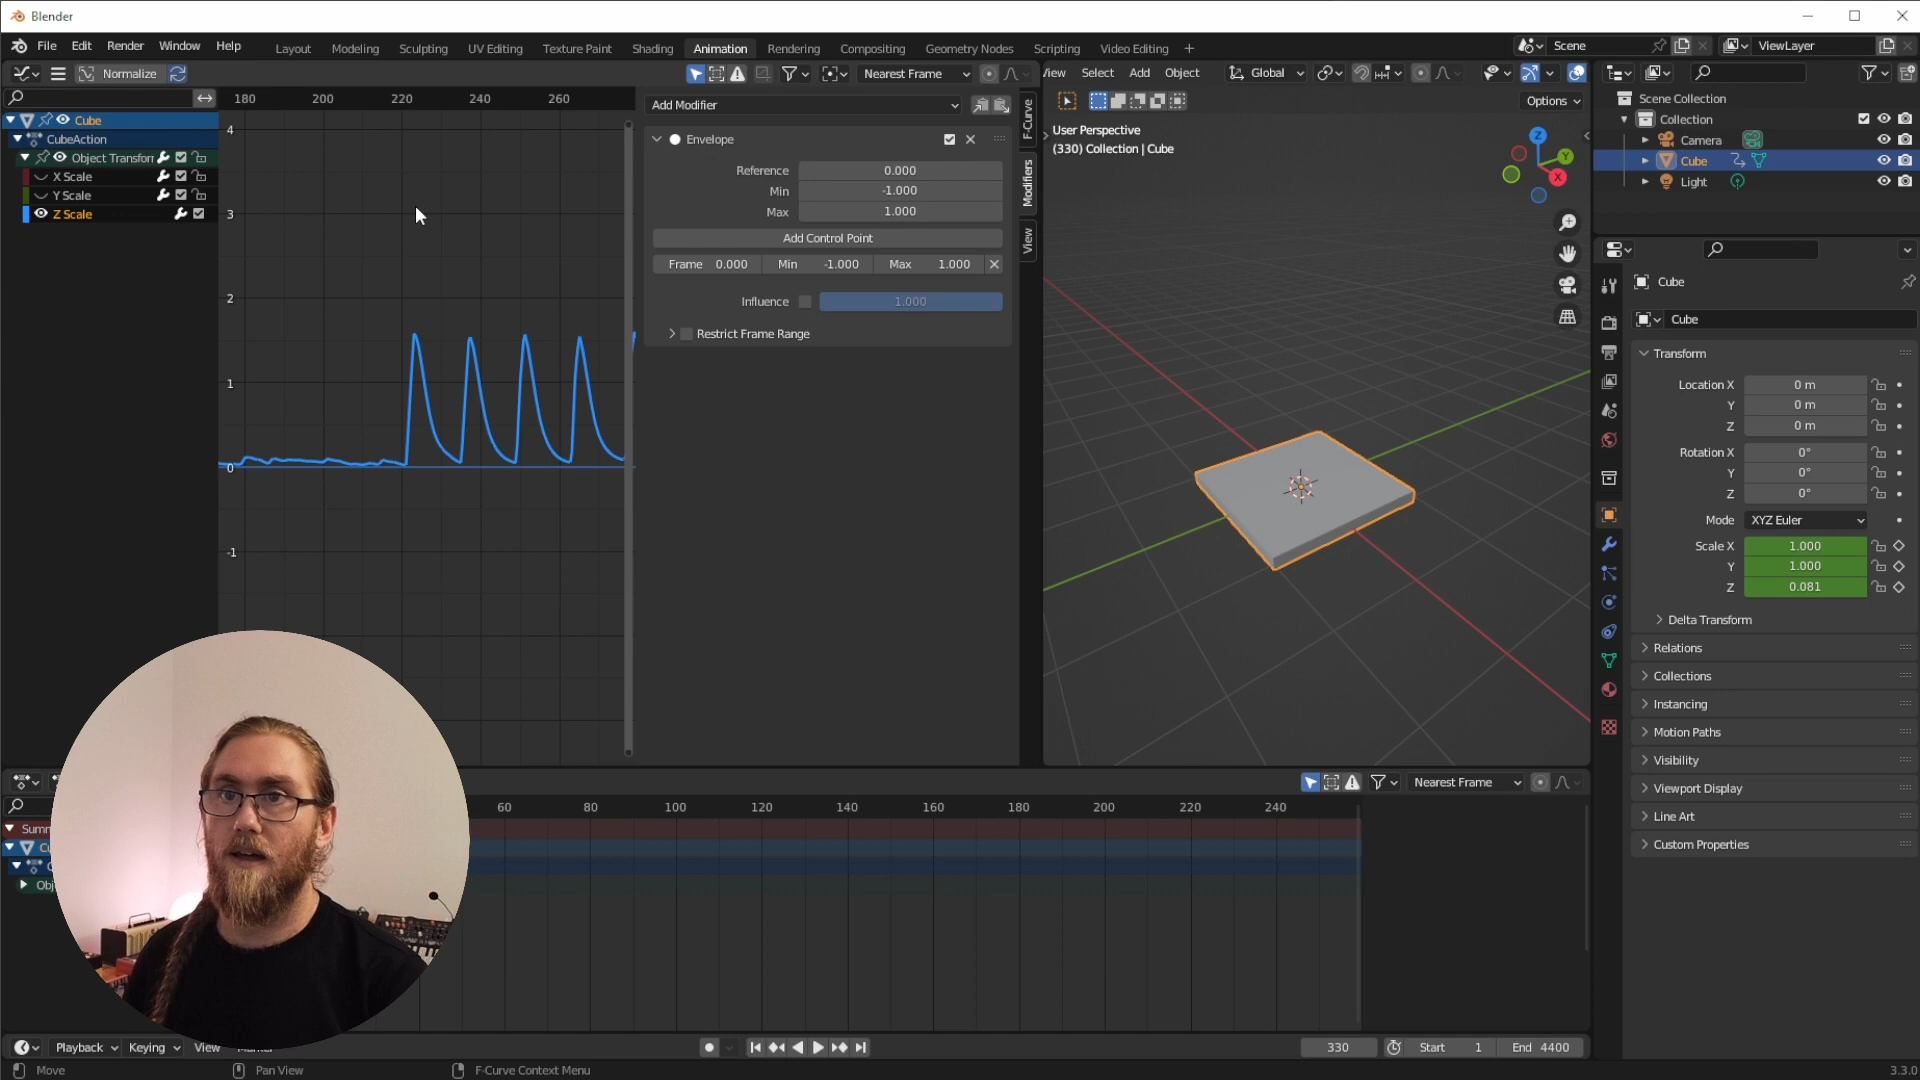 Blender
File Edit Render Window Help Layout Modeling Sculpting UV Editing Texture Paint Shading Animation Rendering Compositing Geometry Nodes Scripting Video Editing + Scene ViewLayer
Normalize Nearest Frame View Select Add Object Global
180 200 220 240 260
Add Modifier
Options
4
3
2
1
0
-1
Cube
CubeAction
Object Transfor
X Scale
Y Scale
Z Scale
Envelope
Reference 0.000
Min -1.000
Max 1.000
Add Control Point
Frame 0.000 Min -1.000 Max 1.000
Influence 1.000
Restrict Frame Range
F-Curve
Modifiers
View
User Perspective
(330) Collection | Cube
Z
Y
X
Scene Collection
Collection
Camera
Cube
Light
Cube
Cube
Transform
Location X 0 m
Y 0 m
Z 0 m
Rotation X 0°
Y 0°
Z 0°
Mode XYZ Euler
Scale X 1.000
Y 1.000
Z 0.081
Delta Transform
Relations
Collections
Instancing
Motion Paths
Visibility
Viewport Display
Line Art
Custom Properties
Nearest Frame
60 80 100 120 140 160 180 200 220 240
Summ
Cu
Obj
Playback Keying View 330 Start 1 End 4400
Move Pan View F-Curve Context Menu 3.3.0